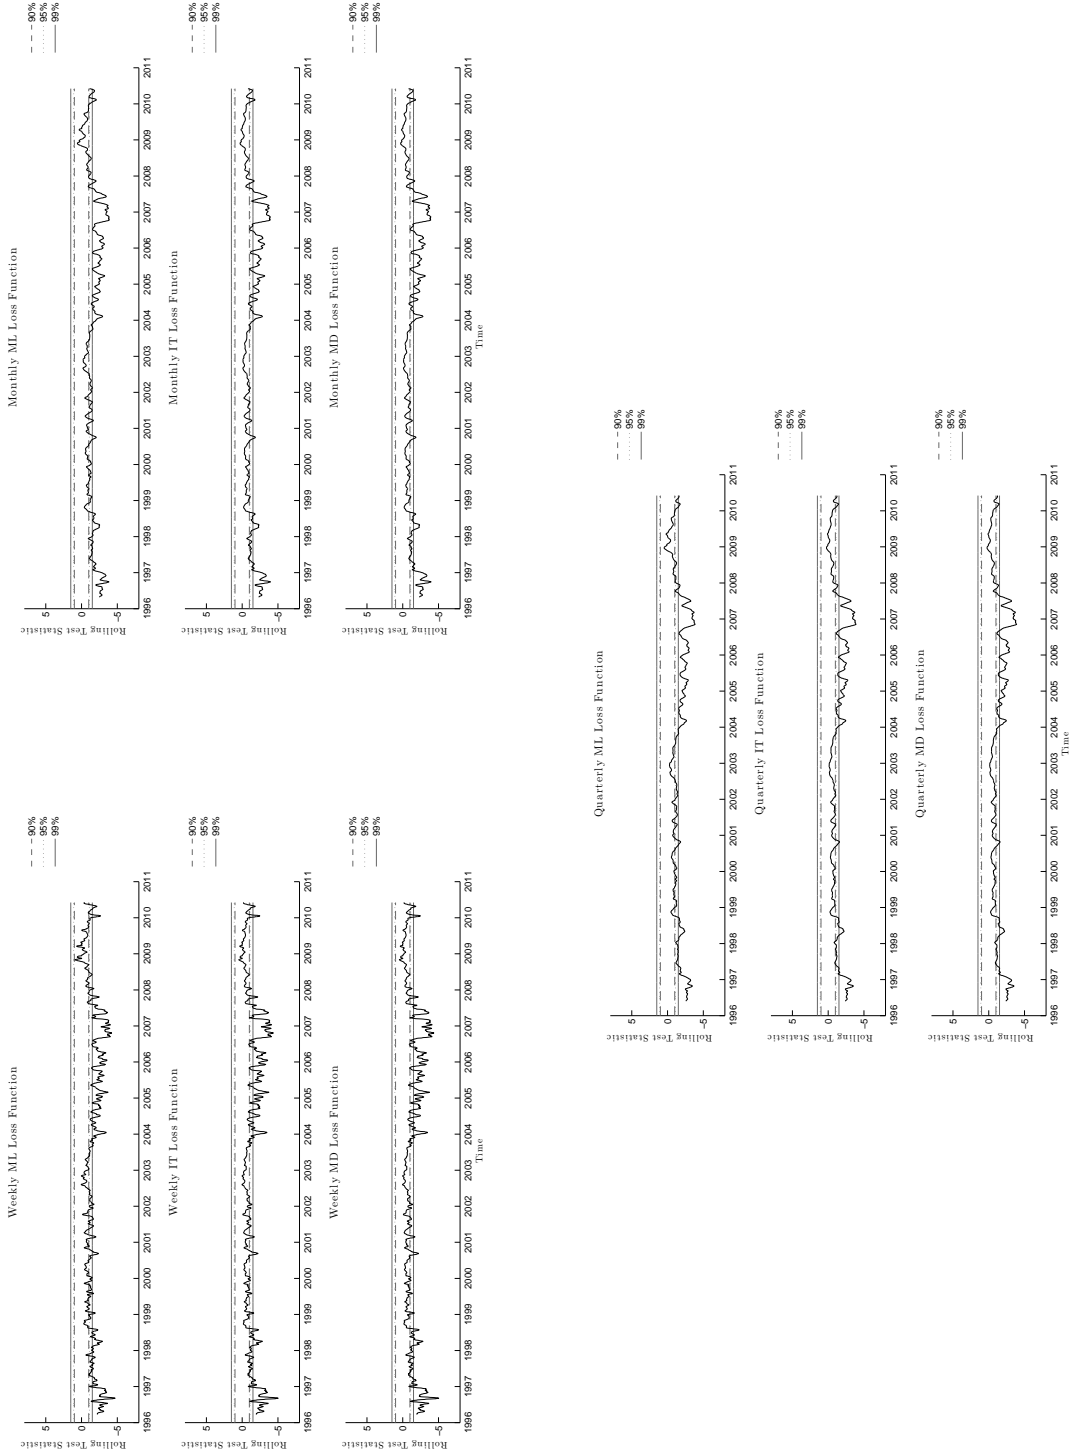 Weekly ML Loss Function
Rolling Test Statistic
5
0
−5
1996 1997 1998 1999 2000 2001 2002 2003 2004 2005 2006 2007 2008 2009 2010 2011
90%
95%
99%
Weekly IT Loss Function
Rolling Test Statistic
5
0
−5
1996 1997 1998 1999 2000 2001 2002 2003 2004 2005 2006 2007 2008 2009 2010 2011
90%
95%
99%
Weekly MD Loss Function
Rolling Test Statistic
5
0
−5
1996 1997 1998 1999 2000 2001 2002 2003 2004 2005 2006 2007 2008 2009 2010 2011
Time
90%
95%
99%
Monthly ML Loss Function
Rolling Test Statistic
5
0
−5
1996 1997 1998 1999 2000 2001 2002 2003 2004 2005 2006 2007 2008 2009 2010 2011
90%
95%
99%
Monthly IT Loss Function
Rolling Test Statistic
5
0
−5
1996 1997 1998 1999 2000 2001 2002 2003 2004 2005 2006 2007 2008 2009 2010 2011
90%
95%
99%
Monthly MD Loss Function
Rolling Test Statistic
5
0
−5
1996 1997 1998 1999 2000 2001 2002 2003 2004 2005 2006 2007 2008 2009 2010 2011
Time
90%
95%
99%
Quarterly ML Loss Function
Rolling Test Statistic
5
0
−5
1996 1997 1998 1999 2000 2001 2002 2003 2004 2005 2006 2007 2008 2009 2010 2011
90%
95%
99%
Quarterly IT Loss Function
Rolling Test Statistic
5
0
−5
1996 1997 1998 1999 2000 2001 2002 2003 2004 2005 2006 2007 2008 2009 2010 2011
90%
95%
99%
Quarterly MD Loss Function
Rolling Test Statistic
5
0
−5
1996 1997 1998 1999 2000 2001 2002 2003 2004 2005 2006 2007 2008 2009 2010 2011
Time
90%
95%
99%